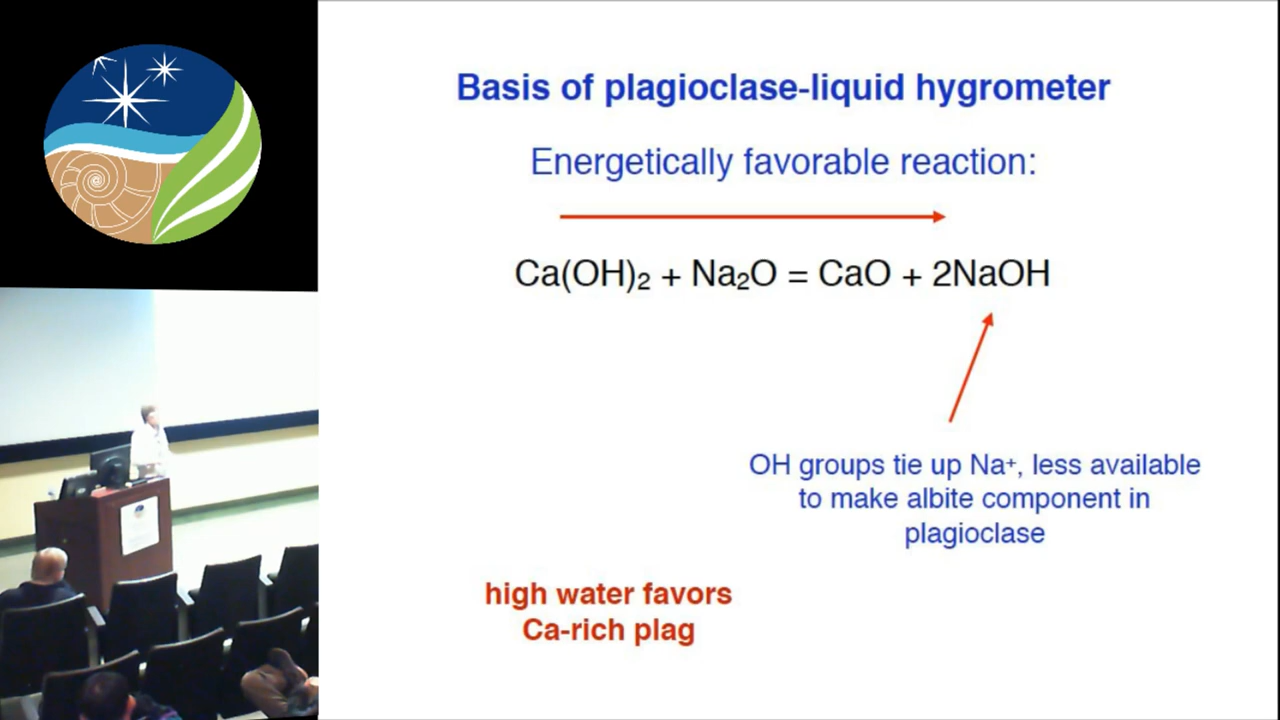 Basis of plagioclase-liquid hygrometer
Energetically favorable reaction:
Ca(OH)₂ + Na₂O = CaO + 2NaOH
OH groups tie up Na⁺, less available
to make albite component in
plagioclase
high water favors
Ca-rich plag